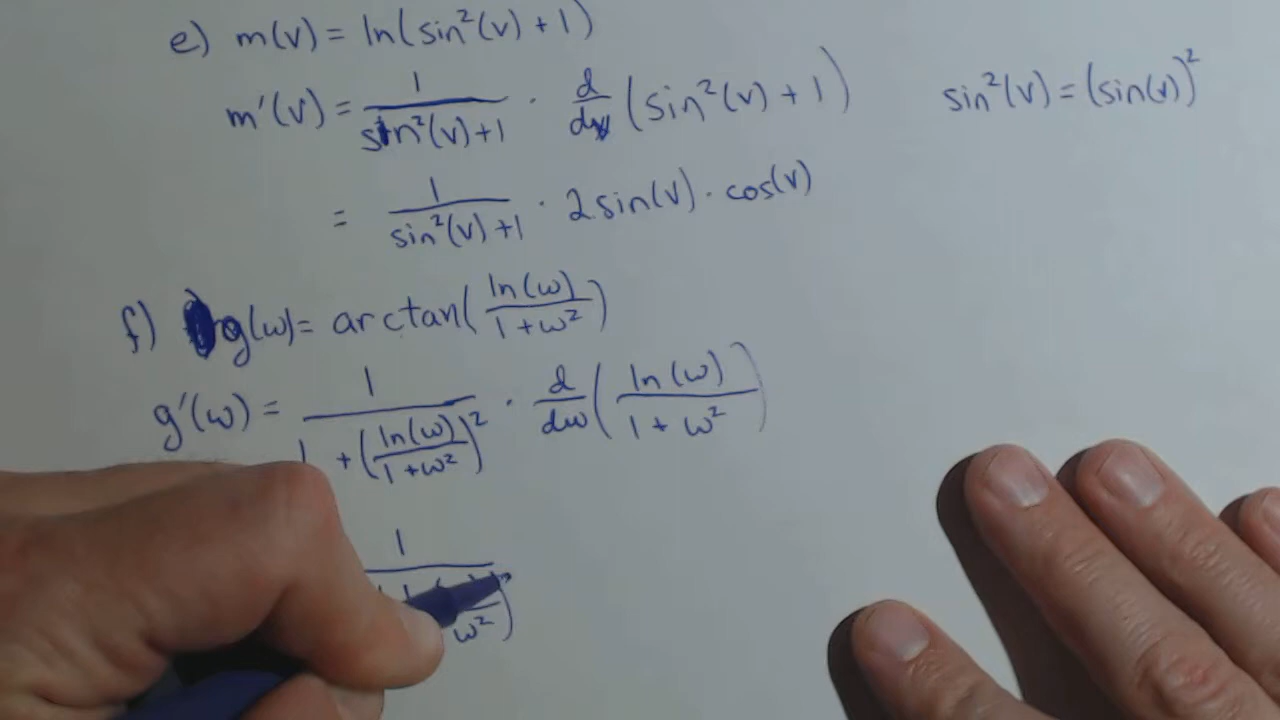 e) m(v) = ln(sin²(v) + 1)
m'(v) = 1/(sin²(v)+1) · d/dv (sin²(v) + 1) sin²(v) = (sin(v))²
= 1/(sin²(v)+1) · 2sin(v) · cos(v)
f) g(w) = arctan(ln(w)/(1+w²))
g'(w) = 1/(1 + (ln(w)/(1+w²))²) · d/dw (ln(w)/(1+w²))
1/( w²)